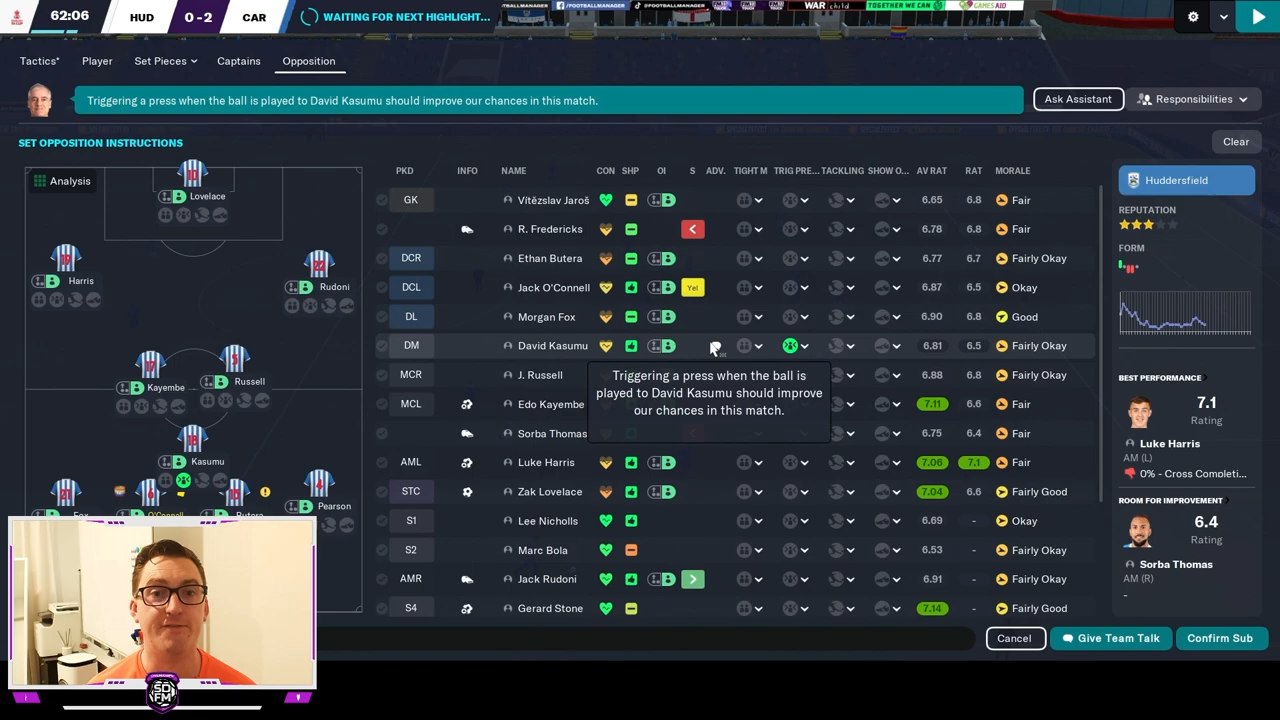 62:06
HUD
0 - 2
CAR
WAITING FOR NEXT HIGHLIGHT...
FOOTBALLMANAGER
/FOOTBALLMANAGER
WAR child
TOGETHER WE CAN
GAMESAID
Tactics* Player Set Pieces Captains Opposition
Triggering a press when the ball is played to David Kasumu should improve our chances in this match.
Ask Assistant
Responsibilities
SET OPPOSITION INSTRUCTIONS
Clear
Analysis
Lovelace
Harris
Rudoni
Kayembe
Russell
Kasumu
Pearson
PKD INFO NAME CON SHP OI S ADV. TIGHT M TRIG PRE... TACKLING SHOW O... AV RAT RAT MORALE
GK Vítězslav Jaroš 6.65 6.8 Fair
R. Fredericks 6.78 6.8 Fair
DCR Ethan Butera 6.77 6.7 Fairly Okay
DCL Jack O'Connell Yel 6.87 6.5 Okay
DL Morgan Fox 6.90 6.8 Good
DM David Kasumu 6.81 6.5 Fairly Okay
MCR J. Russell 6.88 6.8 Fairly Okay
MCL Edo Kayembe 7.11 6.6 Fair
Sorba Thomas 6.75 6.4 Fair
AML Luke Harris 7.06 7.1 Fair
STC Zak Lovelace 7.04 6.6 Fairly Good
S1 Lee Nicholls 6.69 - Okay
S2 Marc Bola 6.53 - Fairly Okay
AMR Jack Rudoni 6.91 - Fairly Okay
S4 Gerard Stone 7.14 - Fairly Good
Triggering a press when the ball is
played to David Kasumu should improve
our chances in this match.
Huddersfield
REPUTATION
FORM
BEST PERFORMANCE
7.1
Rating
Luke Harris
AM (L)
0% - Cross Completi...
ROOM FOR IMPROVEMENT
6.4
Rating
Sorba Thomas
AM (R)
-
Cancel
Give Team Talk
Confirm Sub
SD
FM